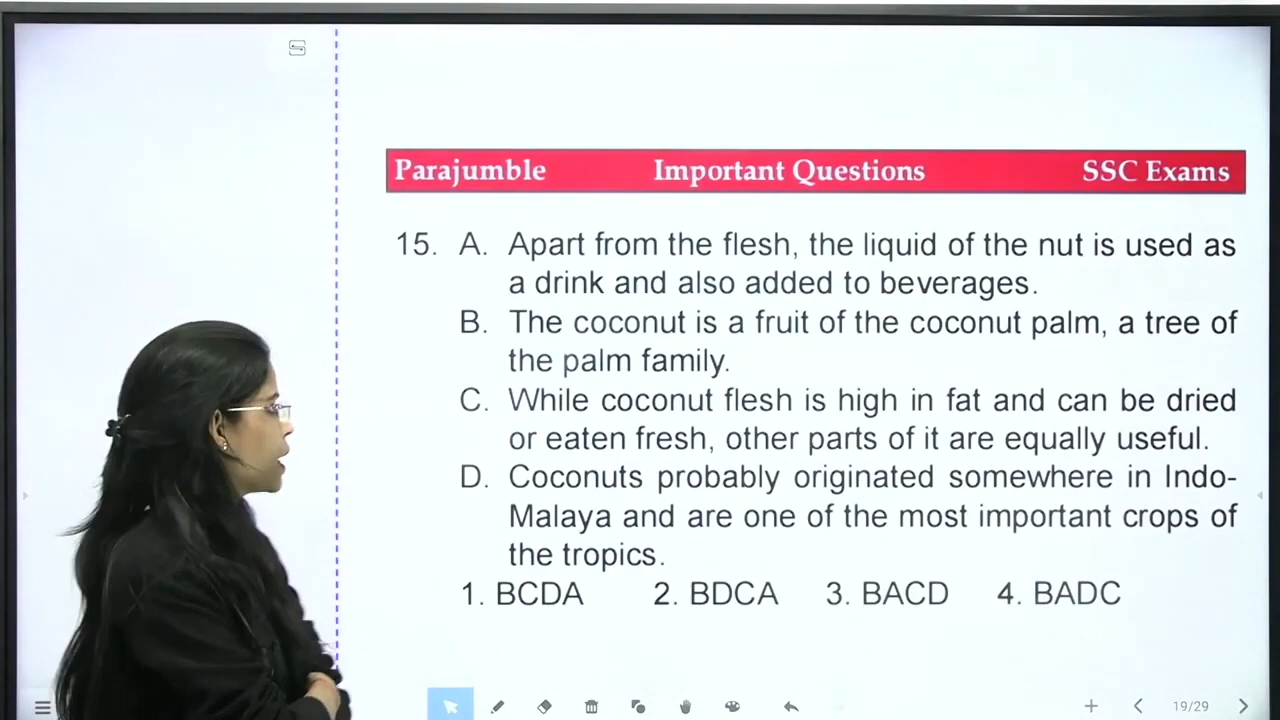 Parajumble Important Questions SSC Exams
15. A. Apart from the flesh, the liquid of the nut is used as
a drink and also added to beverages.
B. The coconut is a fruit of the coconut palm, a tree of
the palm family.
C. While coconut flesh is high in fat and can be dried
or eaten fresh, other parts of it are equally useful.
D. Coconuts probably originated somewhere in Indo-
Malaya and are one of the most important crops of
the tropics.
1. BCDA 2. BDCA 3. BACD 4. BADC
19/29